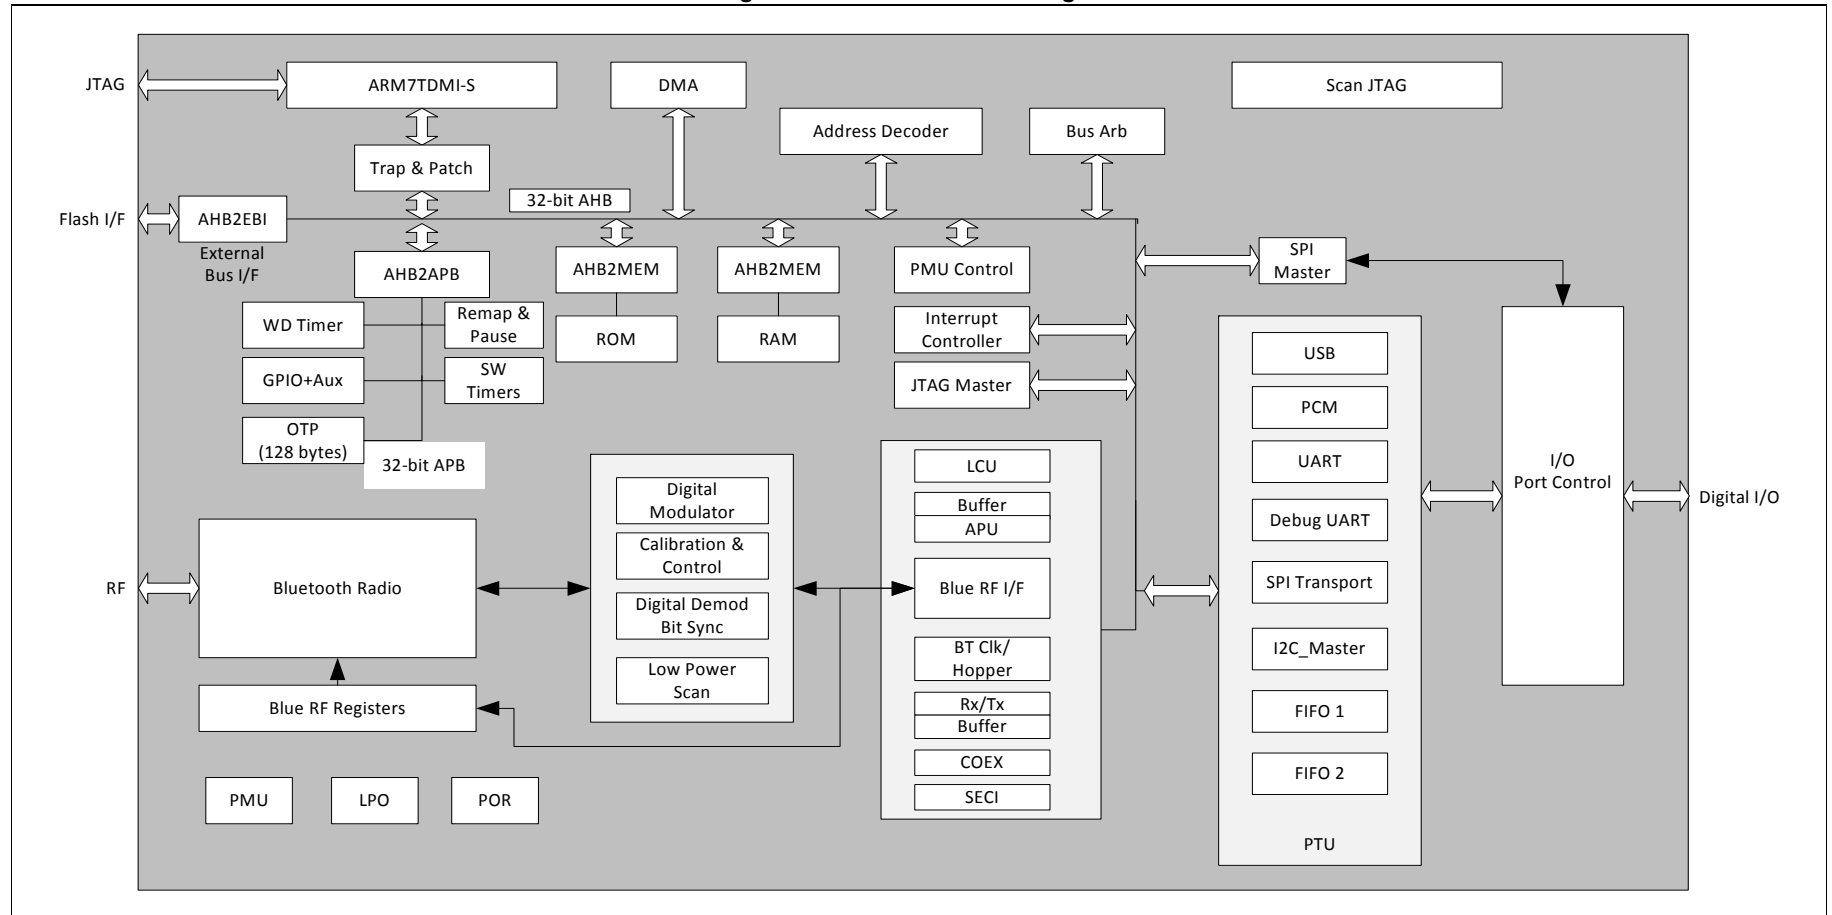 JTAG
ARM7TDMI-S
DMA
Scan JTAG
Address Decoder
Bus Arb
Trap & Patch
32-bit AHB
Flash I/F
AHB2EBI
External
Bus I/F
AHB2APB
AHB2MEM
AHB2MEM
PMU Control
SPI
Master
WD Timer
Remap &
Pause
ROM
RAM
Interrupt
Controller
GPIO+Aux
SW
Timers
JTAG Master
OTP
(128 bytes)
32-bit APB
USB
PCM
UART
Debug UART
SPI Transport
I2C_Master
FIFO 1
FIFO 2
PTU
I/O
Port Control
Digital I/O
LCU
Buffer
APU
Blue RF I/F
BT Clk/
Hopper
Rx/Tx
Buffer
COEX
SECI
Digital
Modulator
Calibration &
Control
Digital Demod
Bit Sync
Low Power
Scan
RF
Bluetooth Radio
Blue RF Registers
PMU
LPO
POR